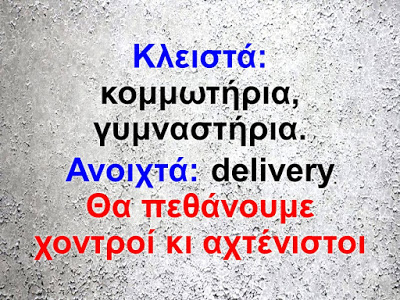 Κλειστά:
κομμωτήρια,
γυμναστήρια.
Ανοιχτά: delivery
Θα πεθάνουμε
χοντροί κι αχτένιστοι